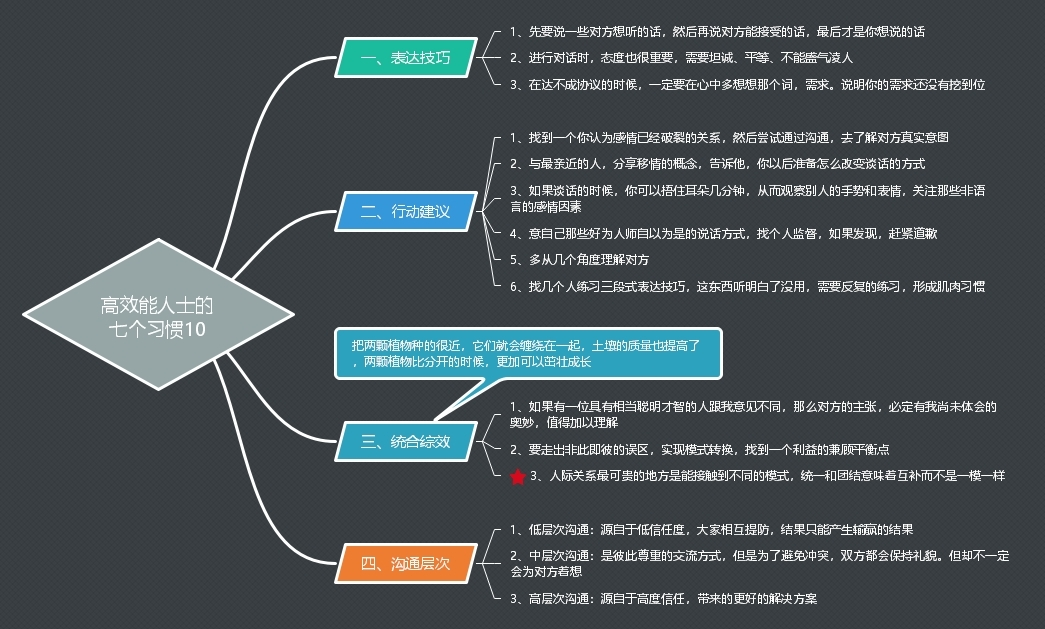 高效能人士的
七个习惯10
一、表达技巧
1、先要说一些对方想听的话，然后再说对方能接受的话，最后才是你想说的话
2、进行对话时，态度也很重要，需要坦诚、平等、不能盛气凌人
3、在达不成协议的时候，一定要在心中多想想那个词，需求。说明你的需求还没有挖到位
二、行动建议
1、找到一个你认为感情已经破裂的关系，然后尝试通过沟通，去了解对方真实意图
2、与最亲近的人，分享移情的概念，告诉他，你以后准备怎么改变谈话的方式
3、如果谈话的时候，你可以捂住耳朵几分钟，从而观察别人的手势和表情，关注那些非语
言的感情因素
4、意自己那些好为人师自以为是的说话方式，找个人监督，如果发现，赶紧道歉
5、多从几个角度理解对方
6、找几个人练习三段式表达技巧，这东西听明白了没用，需要反复的练习，形成肌肉习惯
把两颗植物种的很近，它们就会缠绕在一起，土壤的质量也提高了
，两颗植物比分开的时候，更加可以茁壮成长
三、统合综效
1、如果有一位具有相当聪明才智的人跟我意见不同，那么对方的主张，必定有我尚未体会的
奥妙，值得加以理解
2、要走出非此即彼的误区，实现模式转换，找到一个利益的兼顾平衡点
3、人际关系最可贵的地方是能接触到不同的模式，统一和团结意味着互补而不是一模一样
四、沟通层次
1、低层次沟通：源自于低信任度，大家相互提防，结果只能产生输赢的结果
2、中层次沟通：是彼此尊重的交流方式，但是为了避免冲突，双方都会保持礼貌。但却不一定
会为对方着想
3、高层次沟通：源自于高度信任，带来的更好的解决方案